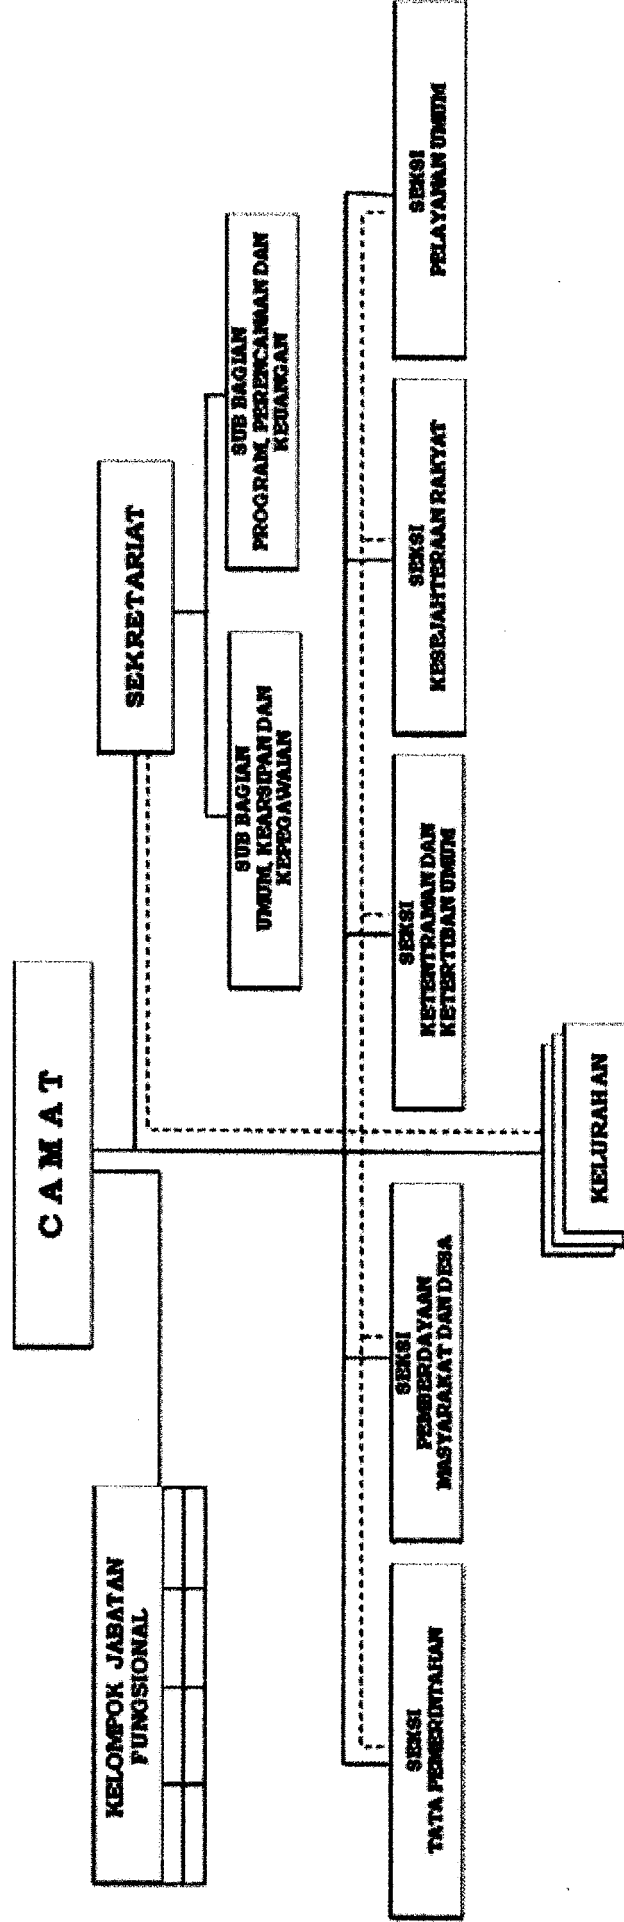 C A M A T
KELOMPOK JABATAN
FUNGSIONAL
SEKRETARIAT
SUB BAGIAN
UMUM, KEARSIPAN DAN
KEPEGAWAIAN
SUB BAGIAN
PROGRAM, PERENCANAAN DAN
KEUANGAN
SEKSI
TATA PEMERINTAHAN
SEKSI
PEMBERDAYAAN
MASYARAKAT DAN DESA
SEKSI
KETENTRAMAN DAN
KETERTIBAN UMUM
SEKSI
KESEJAHTERAAN RAKYAT
SEKSI
PELAYANAN UMUM
KELURAHAN